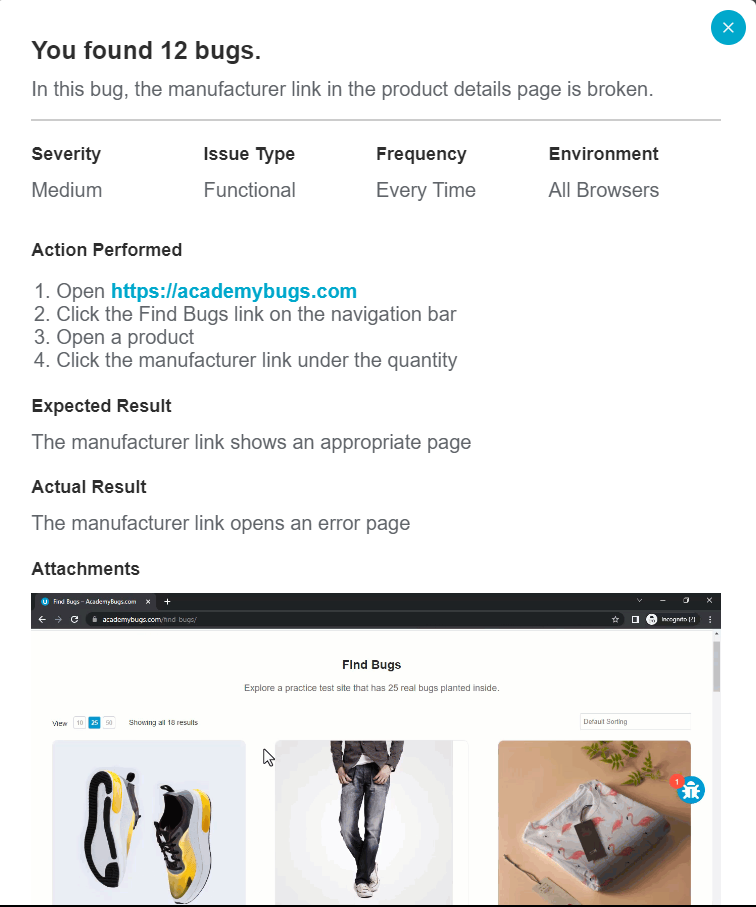 You found 12 bugs.
In this bug, the manufacturer link in the product details page is broken.
Severity
Issue Type
Frequency
Environment
Medium
Functional
Every Time
All Browsers
Action Performed
1. Open https://academybugs.com
2. Click the Find Bugs link on the navigation bar
3. Open a product
4. Click the manufacturer link under the quantity
Expected Result
The manufacturer link shows an appropriate page
Actual Result
The manufacturer link opens an error page
Attachments
Find Bugs – AcademyBugs.com
academybugs.com/find-bugs/
Incognito (2)
Find Bugs
Explore a practice test site that has 25 real bugs planted inside.
View 10 25 50 Showing all 18 results
Default Sorting
1